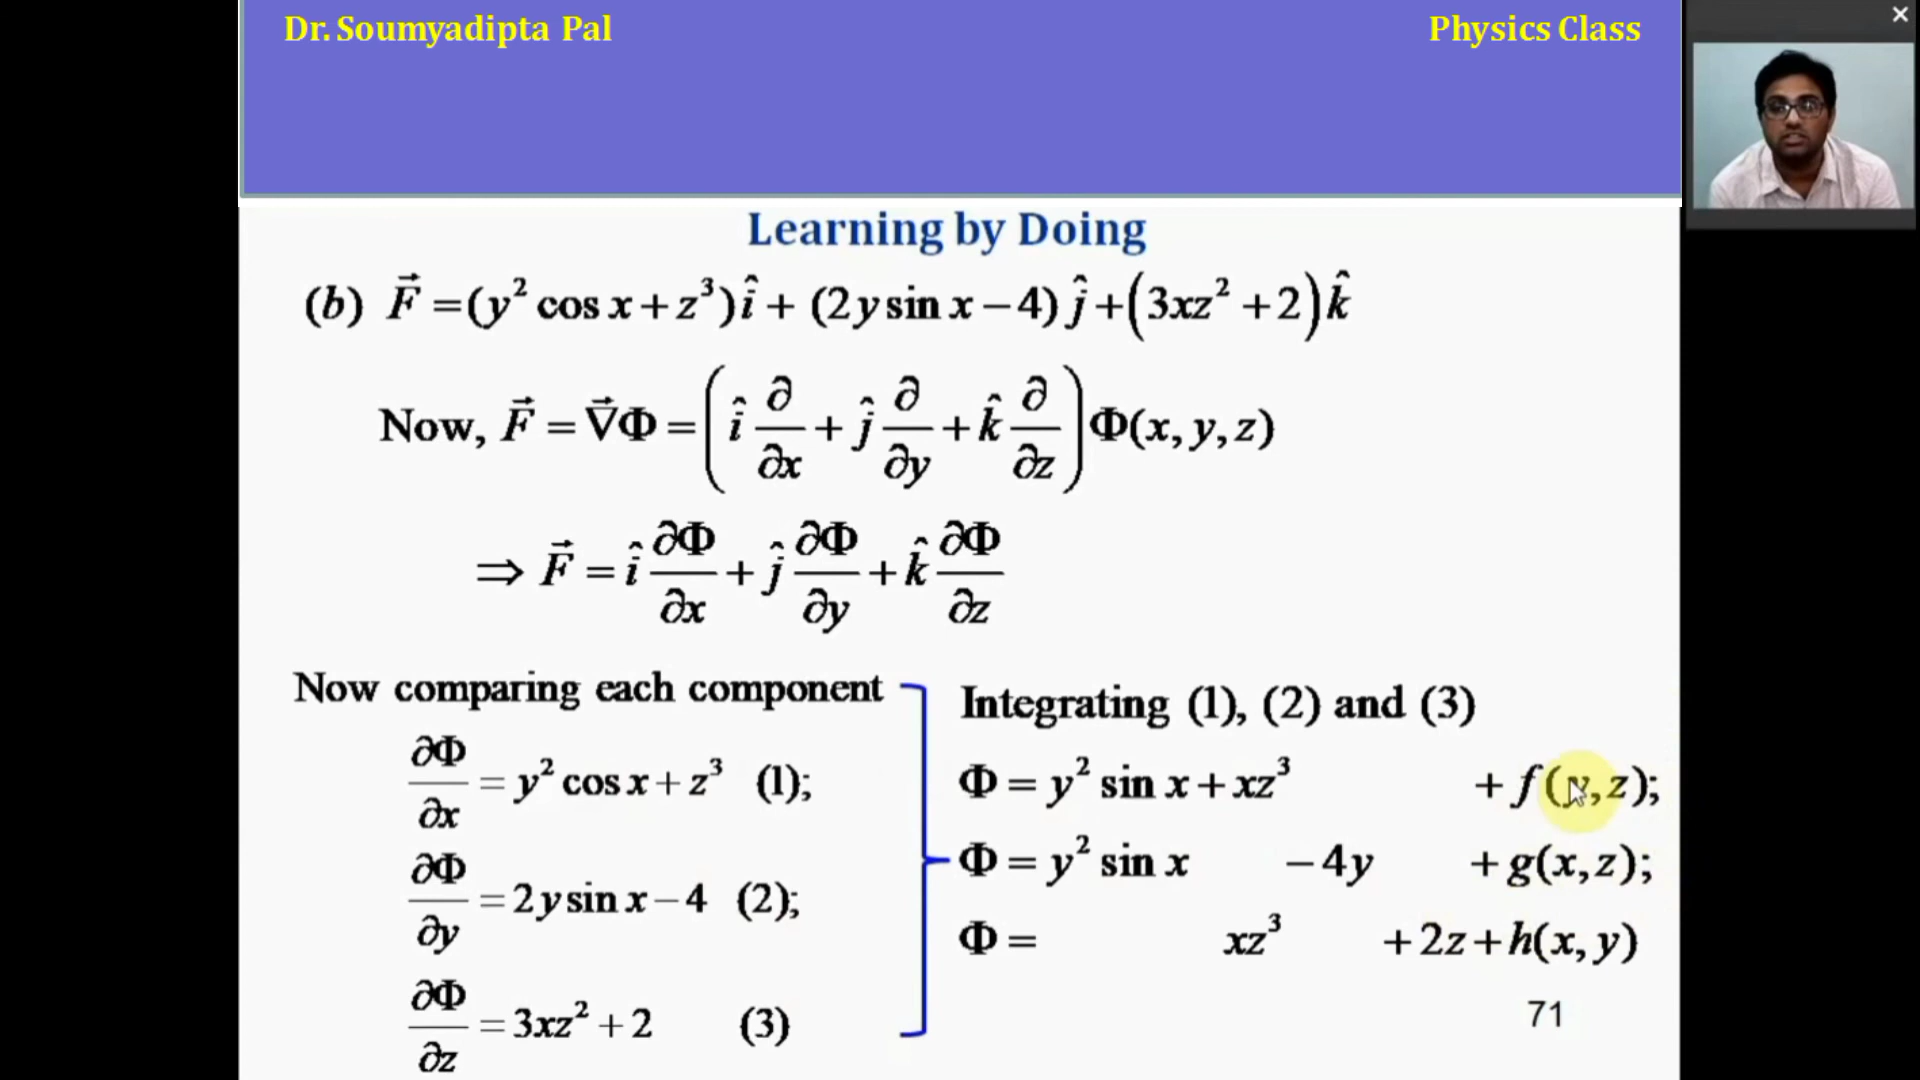 Dr. Soumyadipta Pal
Physics Class
×
Learning by Doing
(b) F⃗ = (y² cos x + z³) î + (2y sin x − 4) ĵ + (3xz² + 2) k̂
Now, F⃗ = ∇⃗Φ = ( î ∂/∂x + ĵ ∂/∂y + k̂ ∂/∂z ) Φ(x, y, z)
⇒ F⃗ = î ∂Φ/∂x + ĵ ∂Φ/∂y + k̂ ∂Φ/∂z
Now comparing each component
∂Φ/∂x = y² cos x + z³ (1);
∂Φ/∂y = 2y sin x − 4 (2);
∂Φ/∂z = 3xz² + 2 (3)
Integrating (1), (2) and (3)
Φ = y² sin x + xz³ + f(y, z);
Φ = y² sin x − 4y + g(x, z);
Φ = xz³ + 2z + h(x, y)
71